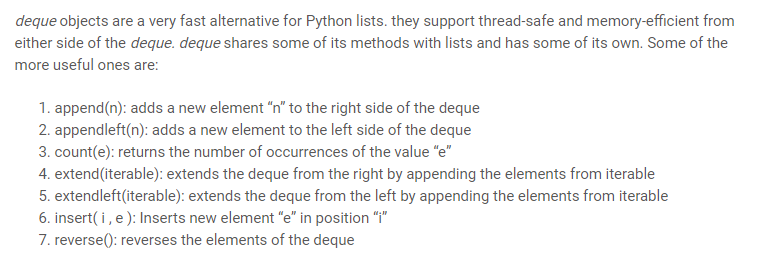 deque objects are a very fast alternative for Python lists. they support thread-safe and memory-efficient from
either side of the deque. deque shares some of its methods with lists and has some of its own. Some of the
more useful ones are:
1. append(n): adds a new element “n” to the right side of the deque
2. appendleft(n): adds a new element to the left side of the deque
3. count(e): returns the number of occurrences of the value “e”
4. extend(iterable): extends the deque from the right by appending the elements from iterable
5. extendleft(iterable): extends the deque from the left by appending the elements from iterable
6. insert( i , e ): Inserts new element “e” in position “i”
7. reverse(): reverses the elements of the deque